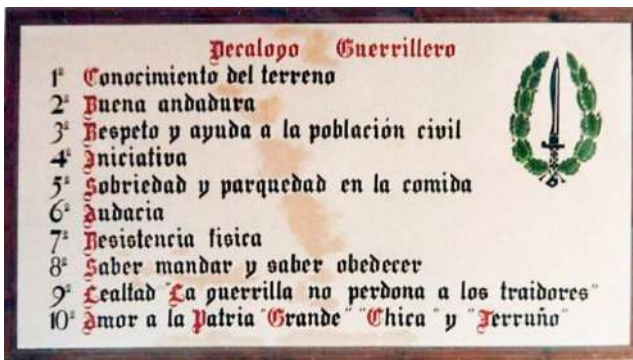 Decalogo Guerrillero
1º Conocimiento del terreno
2º Buena andadura
3º Respeto y ayuda a la población civil
4º Iniciativa
5º Sobriedad y parquedad en la comida
6º Audacia
7º Resistencia fisica
8º Saber mandar y saber obedecer
9º Lealtad "La guerrilla no perdona a los traidores"
10º Amor a la Patria "Grande" "Chica" y "Terruño"